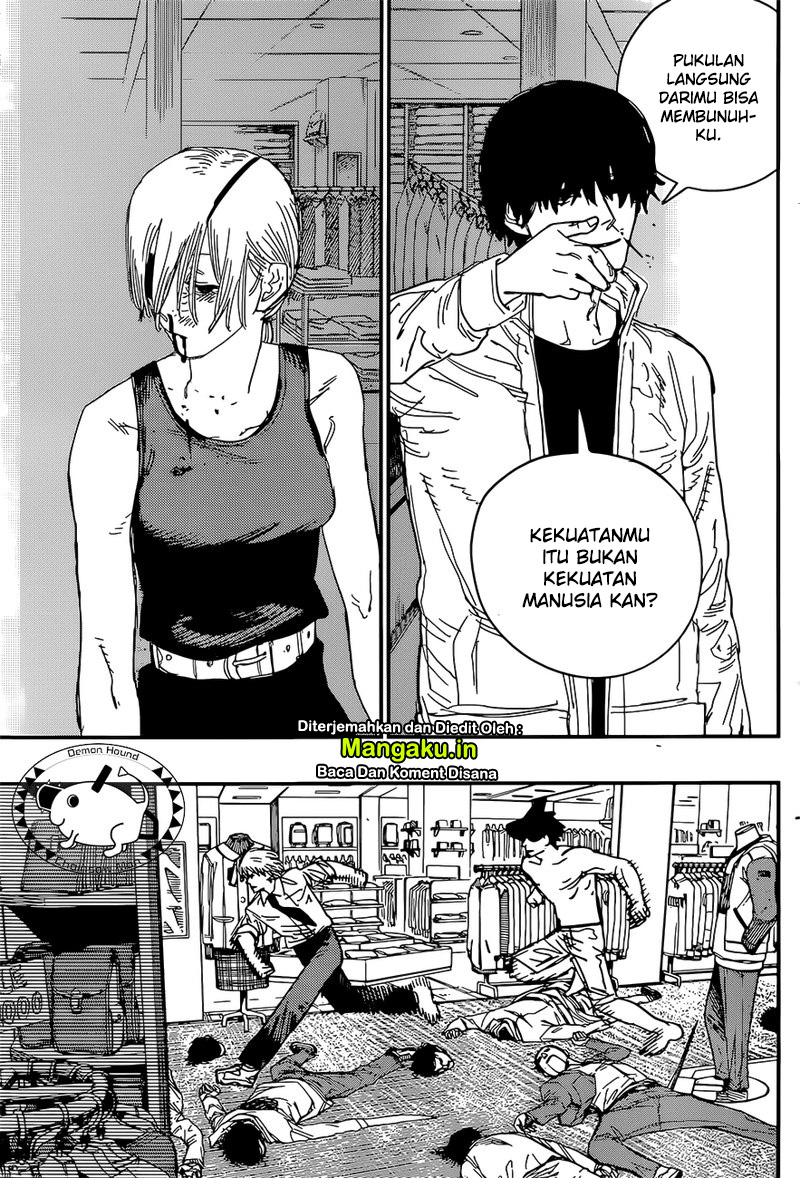 PUKULAN
LANGSUNG
DARIMU BISA
MEMBUNUH-
KU.
KEKUATANMU
ITU BUKAN
KEKUATAN
MANUSIA KAN?
Diterjemahkan dan Diedit Oleh :
Mangaku.in
Baca Dan Koment Disana
Demon Hound